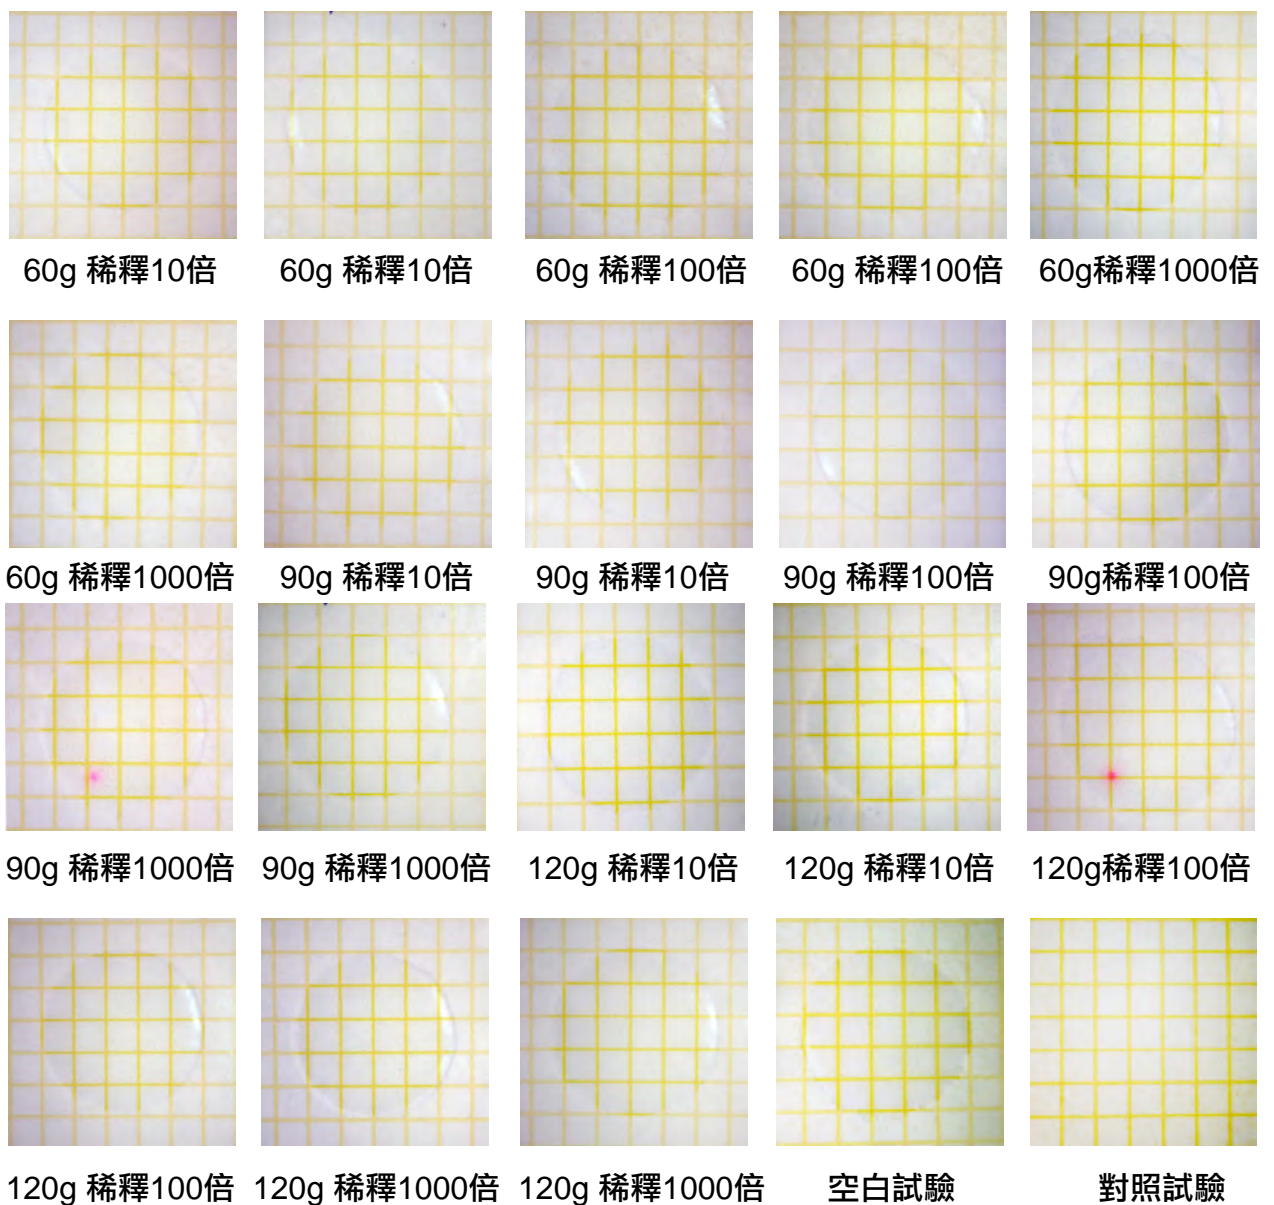 60g 稀釋10倍 60g 稀釋10倍 60g 稀釋100倍 60g 稀釋100倍 60g稀釋1000倍
60g 稀釋1000倍 90g 稀釋10倍 90g 稀釋10倍 90g 稀釋100倍 90g稀釋100倍
90g 稀釋1000倍 90g 稀釋1000倍 120g 稀釋10倍 120g 稀釋10倍 120g稀釋100倍
120g 稀釋100倍 120g 稀釋1000倍 120g 稀釋1000倍 空白試驗 對照試驗